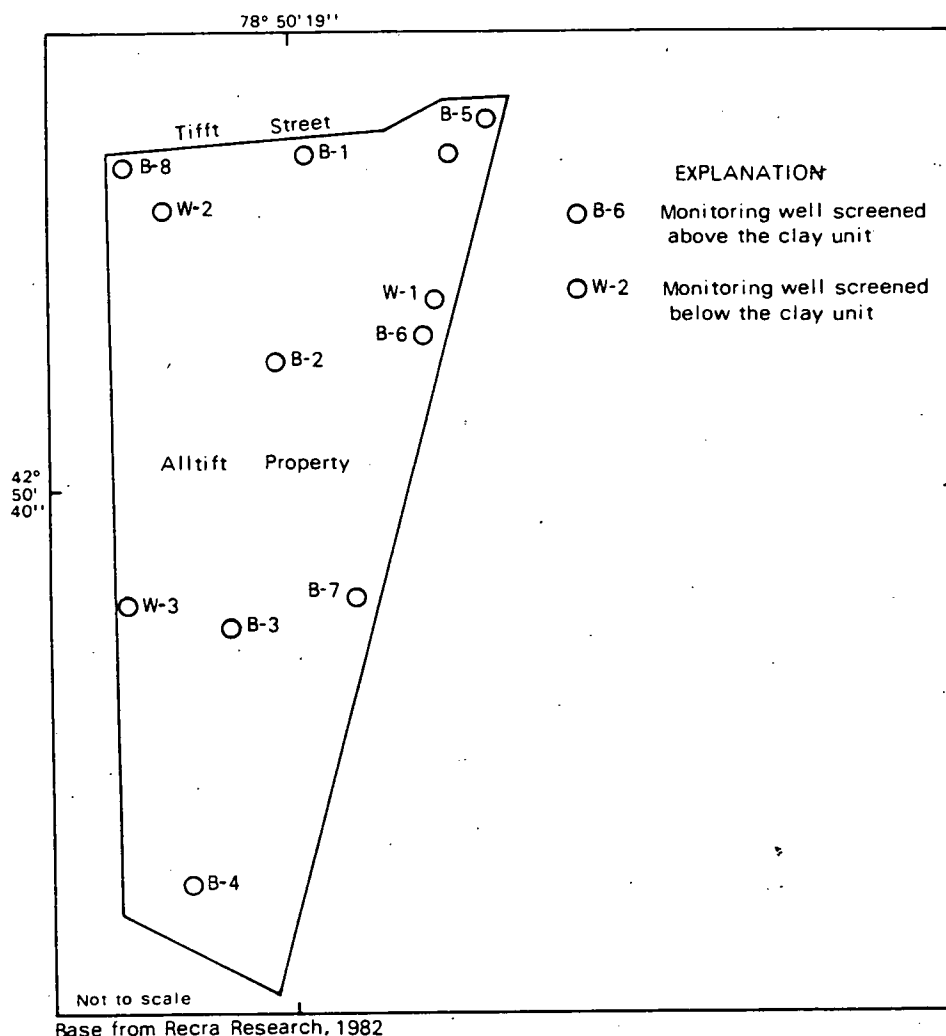 78° 50' 19''
Tifft Street
B-5
B-1
B-8
W-2
EXPLANATION
B-6 Monitoring well screened
above the clay unit
W-2 Monitoring well screened
below the clay unit
W-1
B-6
B-2
Alltift Property
42°
50'
40''
B-7
W-3
B-3
B-4
Not to scale
Base from Recra Research, 1982